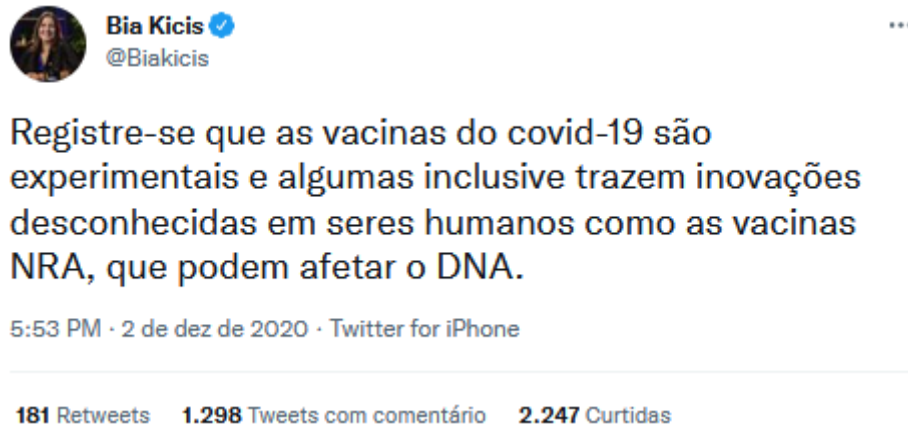 Bia Kicis
@Biakicis
Registre-se que as vacinas do covid-19 são
experimentais e algumas inclusive trazem inovações
desconhecidas em seres humanos como as vacinas
NRA, que podem afetar o DNA.
5:53 PM · 2 de dez de 2020 · Twitter for iPhone
181 Retweets 1.298 Tweets com comentário 2.247 Curtidas